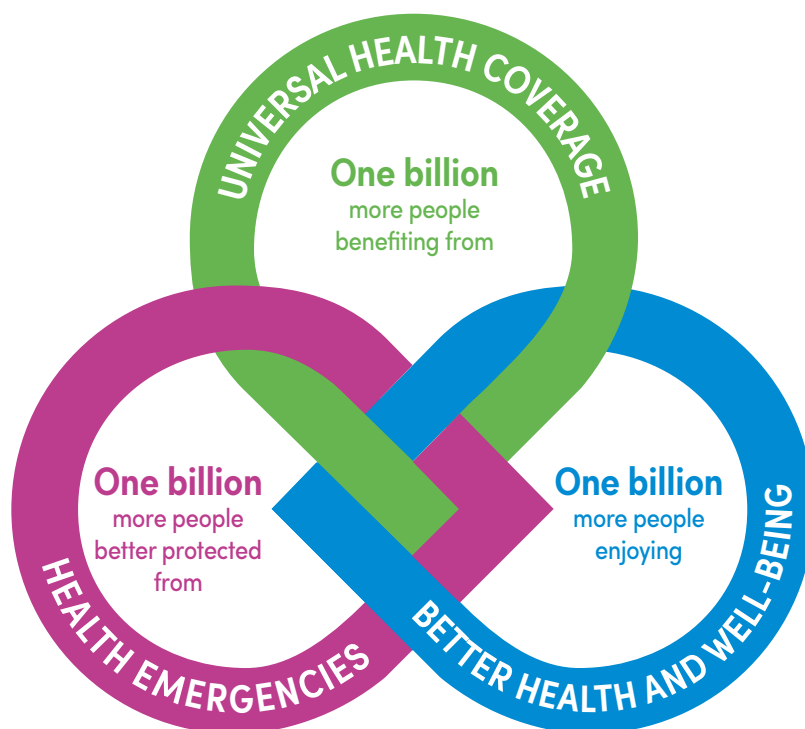 UNIVERSAL HEALTH COVERAGE
One billion
more people
benefiting from
One billion
more people
better protected
from
HEALTH EMERGENCIES
One billion
more people
enjoying
BETTER HEALTH AND WELL-BEING